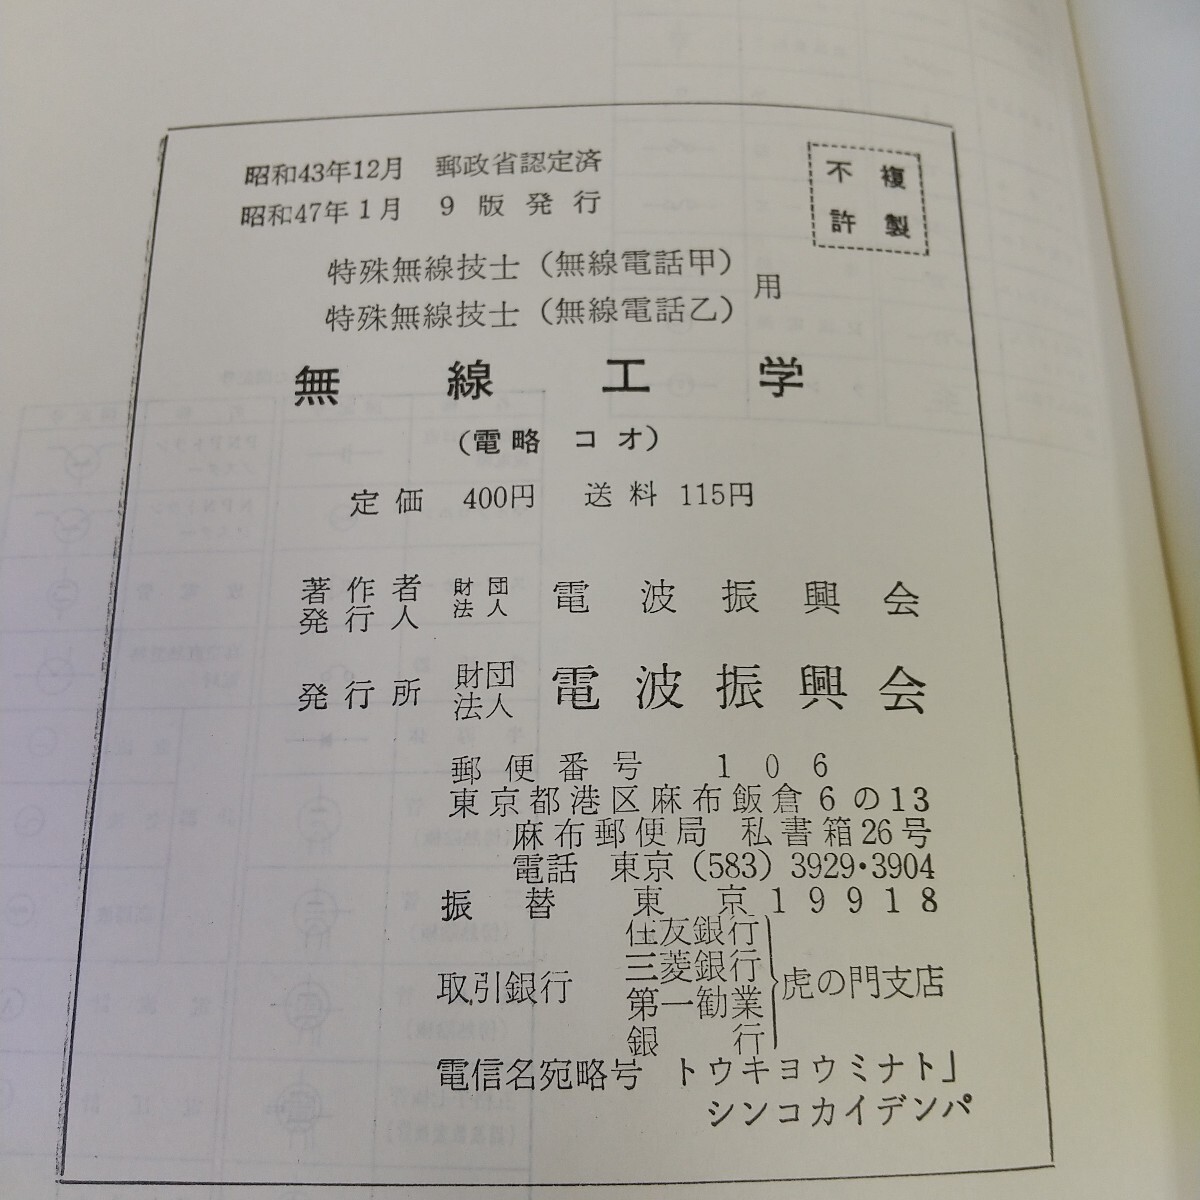 昭和43年12月 郵政省認定済
昭和47年1月 9版発行
不複
許製
特殊無線技士(無線電話甲)
特殊無線技士(無線電話乙)
用
無線工学
(電略 コオ)
定価 400円 送料 115円
著作者
発行人
財団
法人
電波振興会
発行所
財団
法人
電波振興会
郵便番号 106
東京都港区麻布飯倉6の13
麻布郵便局 私書箱26号
電話 東京(583)3929・3904
振替 東京19918
取引銀行
住友銀行
三菱銀行
第一勧業
銀行
虎の門支店
電信名宛略号 トウキヨウミナト」
シンコカイデンパ